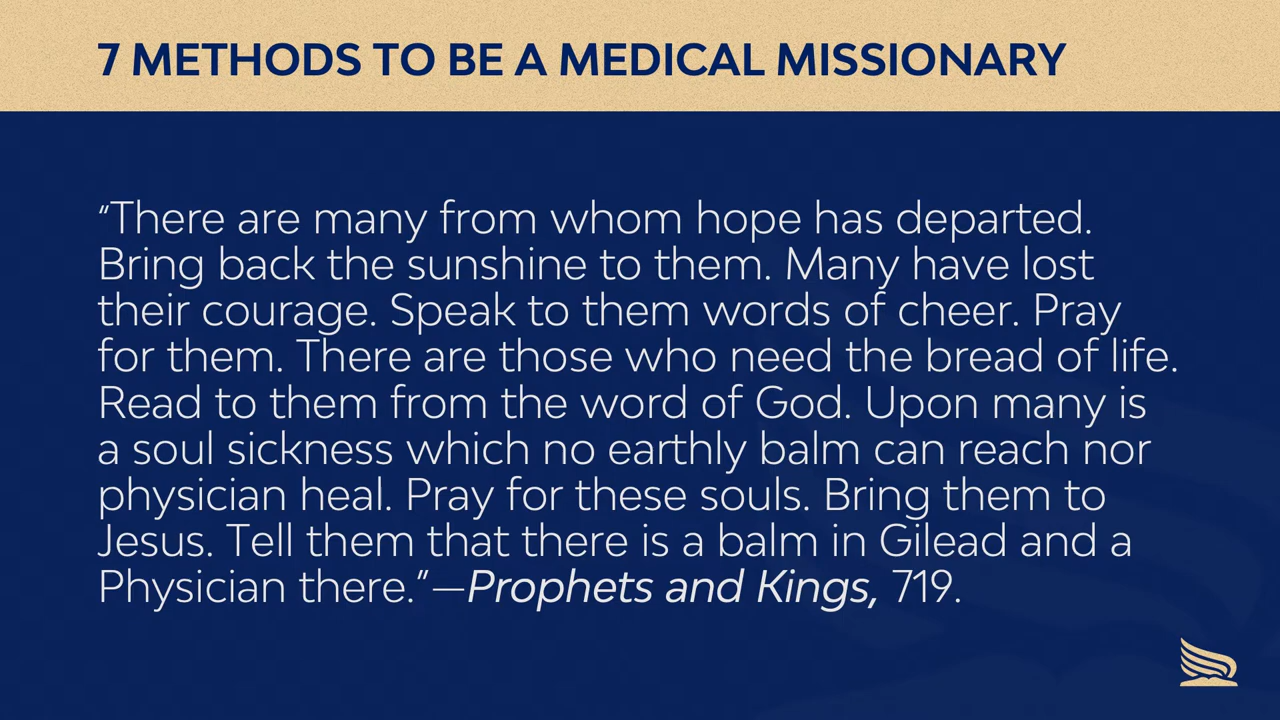 7 METHODS TO BE A MEDICAL MISSIONARY
“There are many from whom hope has departed.
Bring back the sunshine to them. Many have lost
their courage. Speak to them words of cheer. Pray
for them. There are those who need the bread of life.
Read to them from the word of God. Upon many is
a soul sickness which no earthly balm can reach nor
physician heal. Pray for these souls. Bring them to
Jesus. Tell them that there is a balm in Gilead and a
Physician there.”—Prophets and Kings, 719.